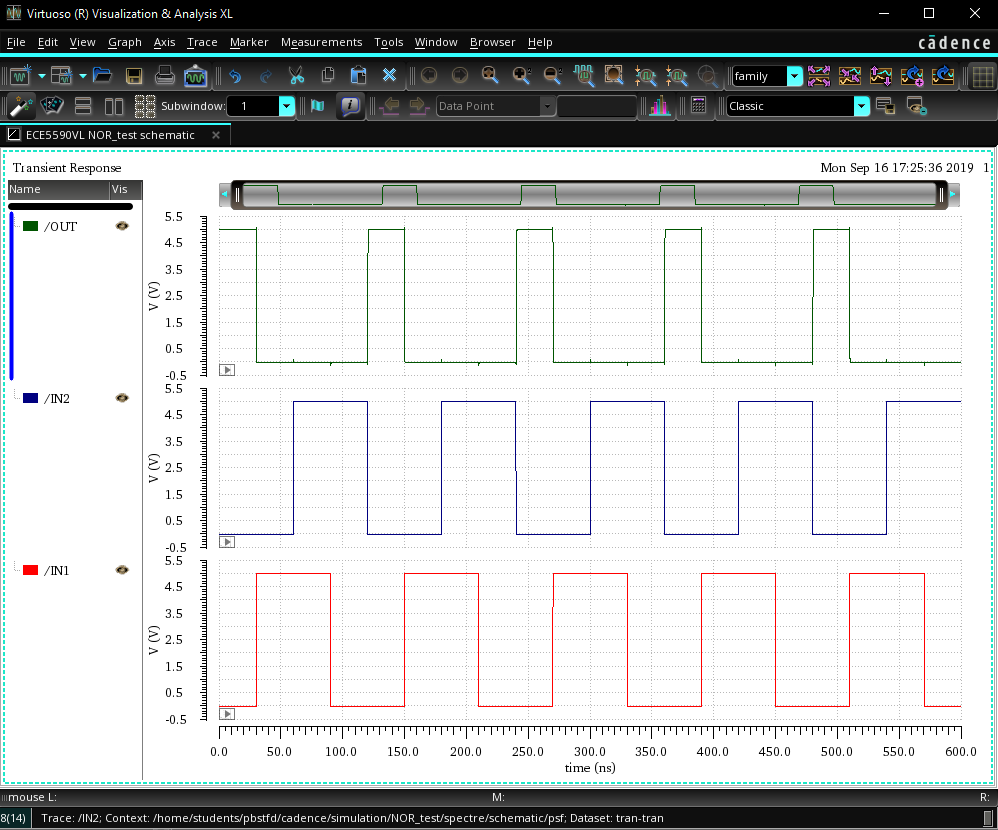 Virtuoso (R) Visualization & Analysis XL
File Edit View Graph Axis Trace Marker Measurements Tools Window Browser Help
cādence
family
Subwindow: 1 Data Point Classic
ECE5590VL NOR_test schematic
Transient Response Mon Sep 16 17:25:36 2019 1
Name Vis
/OUT
5.5
4.5
3.5
2.5
1.5
0.5
-0.5
V (V)
/IN2
5.5
4.5
3.5
2.5
1.5
0.5
-0.5
V (V)
/IN1
5.5
4.5
3.5
2.5
1.5
0.5
-0.5
V (V)
0.0 50.0 100.0 150.0 200.0 250.0 300.0 350.0 400.0 450.0 500.0 550.0 600.0
time (ns)
mouse L: M: R:
8(14) Trace: /IN2; Context: /home/students/pbstfd/cadence/simulation/NOR_test/spectre/schematic/psf; Dataset: tran-tran